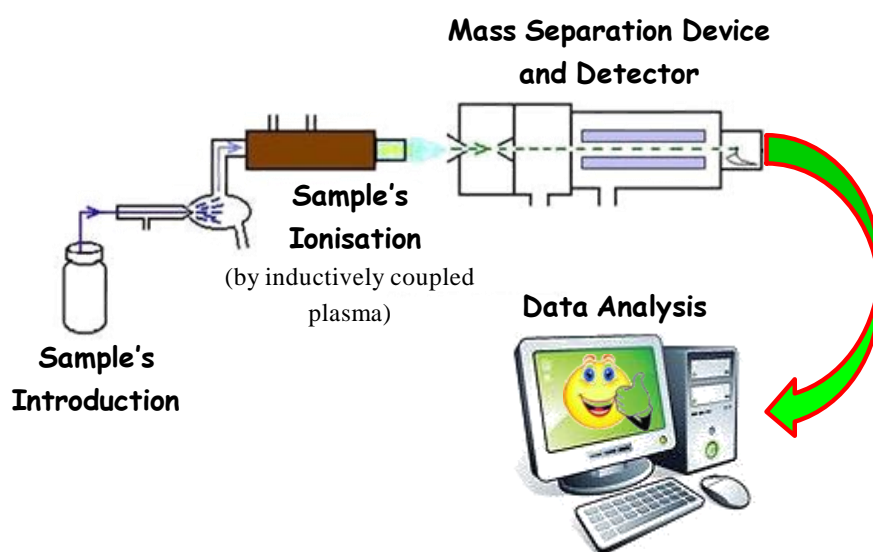 Mass Separation Device
and Detector
Sample's
Ionisation
(by inductively coupled
plasma)
Sample's
Introduction
Data Analysis